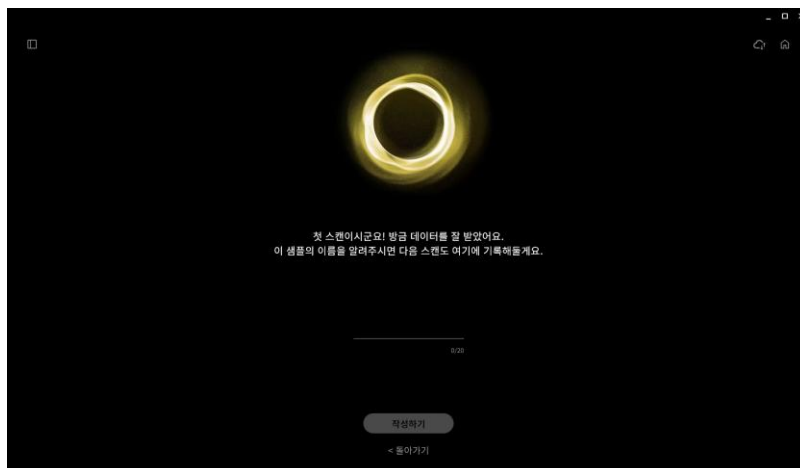 첫 스캔이시군요! 방금 데이터를 잘 받았어요.
이 샘플의 이름을 알려주시면 다음 스캔도 여기에 기록해둘게요.
0/20
작성하기
< 돌아가기